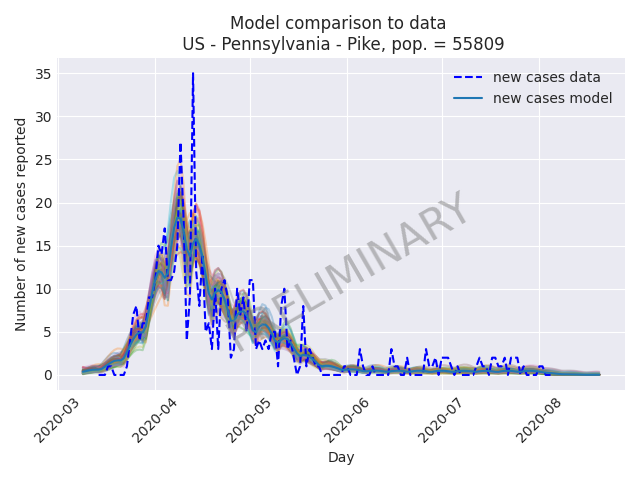 Model comparison to data
US - Pennsylvania - Pike, pop. = 55809
new cases data
new cases model
Number of new cases reported
35
30
25
20
15
10
5
0
PRELIMINARY
2020-03
2020-04
2020-05
2020-06
2020-07
2020-08
Day